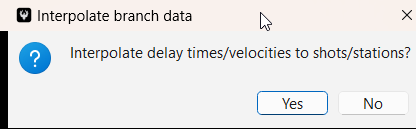 Interpolate branch data
Interpolate delay times/velocities to shots/stations?
Yes No